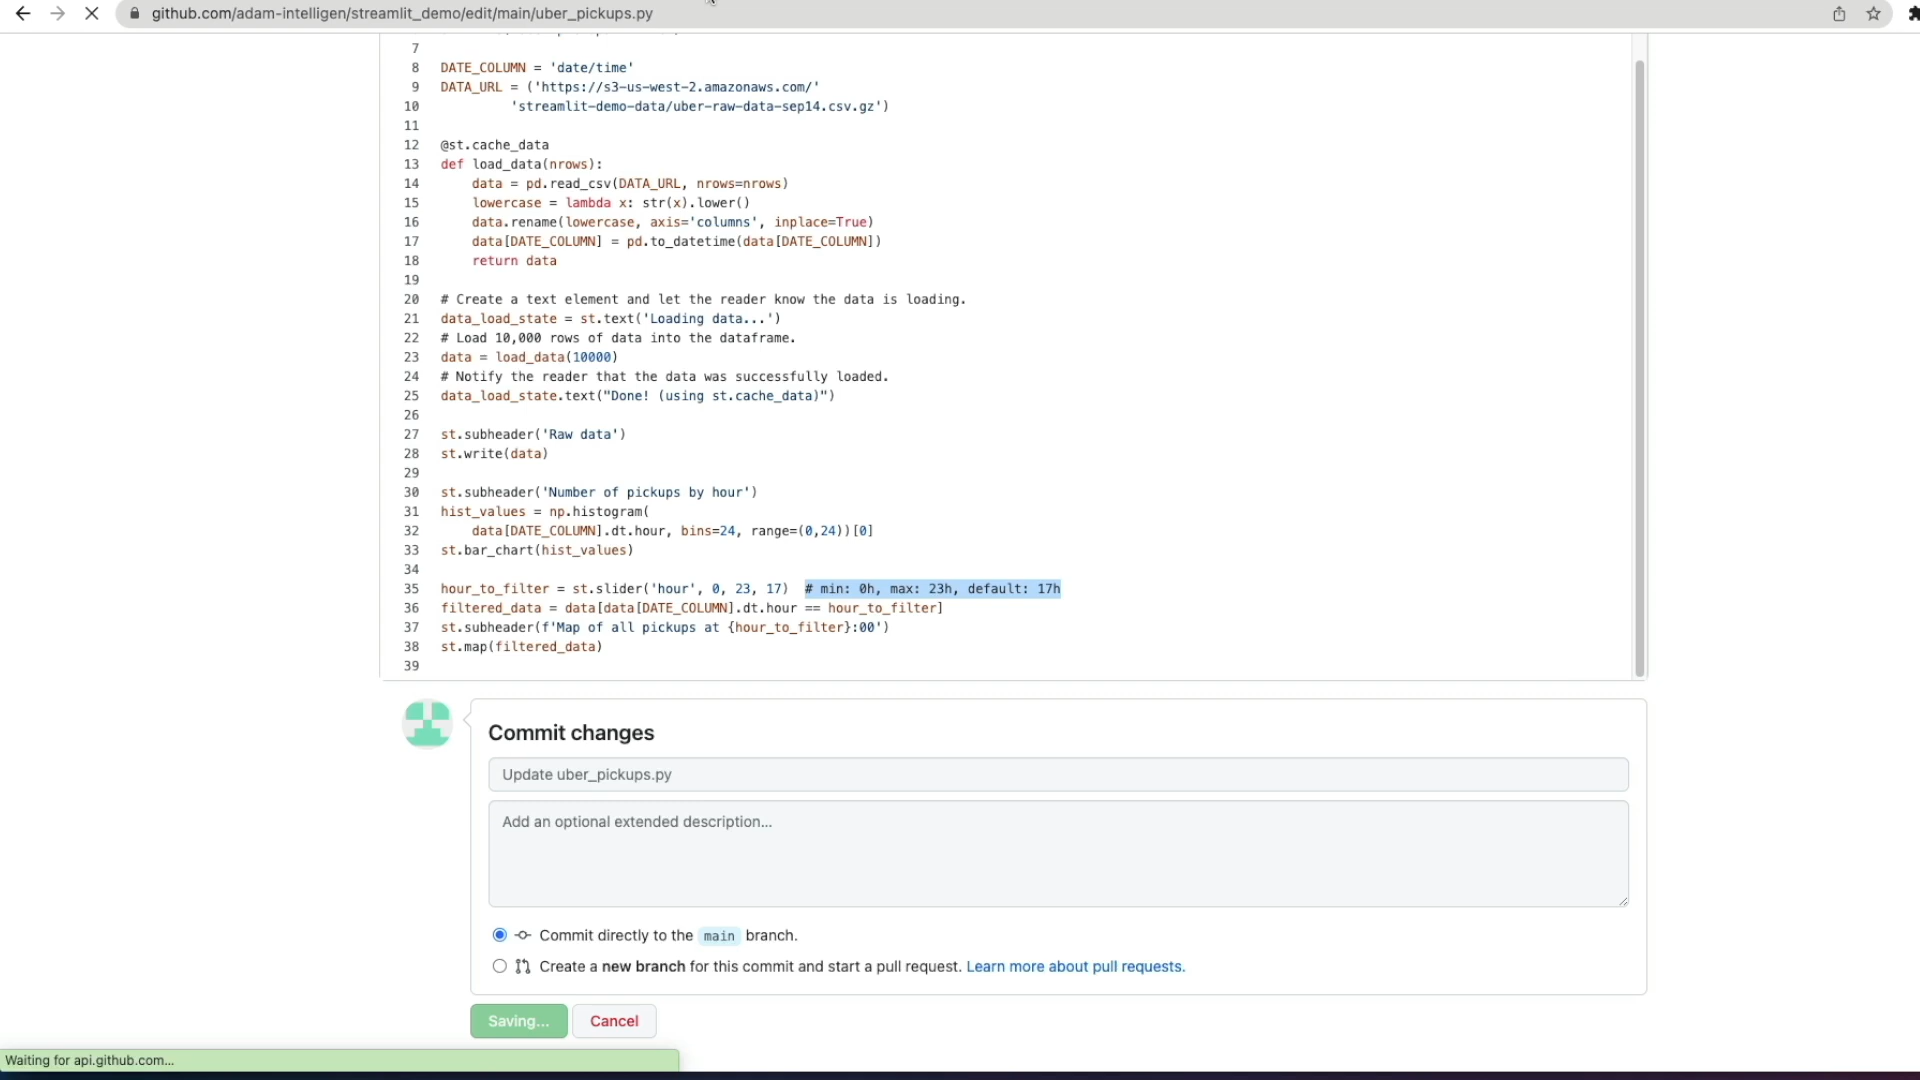 github.com/adam-intelligen/streamlit_demo/edit/main/uber_pickups.py
7
8 DATE_COLUMN = 'date/time'
9 DATA_URL = ('https://s3-us-west-2.amazonaws.com/'
10 'streamlit-demo-data/uber-raw-data-sep14.csv.gz')
11
12 @st.cache_data
13 def load_data(nrows):
14 data = pd.read_csv(DATA_URL, nrows=nrows)
15 lowercase = lambda x: str(x).lower()
16 data.rename(lowercase, axis='columns', inplace=True)
17 data[DATE_COLUMN] = pd.to_datetime(data[DATE_COLUMN])
18 return data
19
20 # Create a text element and let the reader know the data is loading.
21 data_load_state = st.text('Loading data...')
22 # Load 10,000 rows of data into the dataframe.
23 data = load_data(10000)
24 # Notify the reader that the data was successfully loaded.
25 data_load_state.text("Done! (using st.cache_data)")
26
27 st.subheader('Raw data')
28 st.write(data)
29
30 st.subheader('Number of pickups by hour')
31 hist_values = np.histogram(
32 data[DATE_COLUMN].dt.hour, bins=24, range=(0,24))[0]
33 st.bar_chart(hist_values)
34
35 hour_to_filter = st.slider('hour', 0, 23, 17) # min: 0h, max: 23h, default: 17h
36 filtered_data = data[data[DATE_COLUMN].dt.hour == hour_to_filter]
37 st.subheader(f'Map of all pickups at {hour_to_filter}:00')
38 st.map(filtered_data)
39
Commit changes
Update uber_pickups.py
Add an optional extended description...
Commit directly to the main branch.
Create a new branch for this commit and start a pull request. Learn more about pull requests.
Saving... Cancel
Waiting for api.github.com...